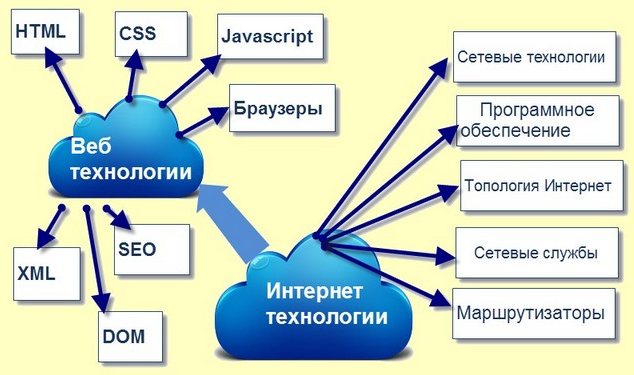 HTML
CSS
Javascript
Браузеры
Веб
технологии
XML
SEO
DOM
Интернет
технологии
Сетевые технологии
Программное
обеспечение
Топология Интернет
Сетевые службы
Маршрутизаторы